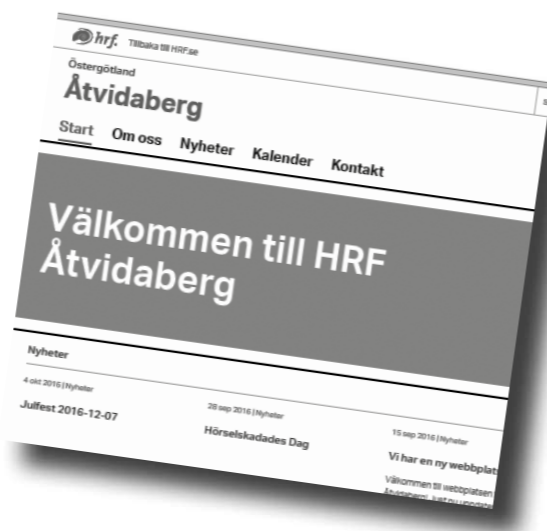 hrf. Tillbaka till HRF.se
Östergötland
Åtvidaberg
Start Om oss Nyheter Kalender Kontakt
Välkommen till HRF
Åtvidaberg
Nyheter
4 okt 2016 | Nyheter
Julfest 2016-12-07
28 sep 2016 | Nyheter
Hörselskadades Dag
15 sep 2016 | Nyheter
Vi har en ny webbplats
Välkommen till webbplatsen